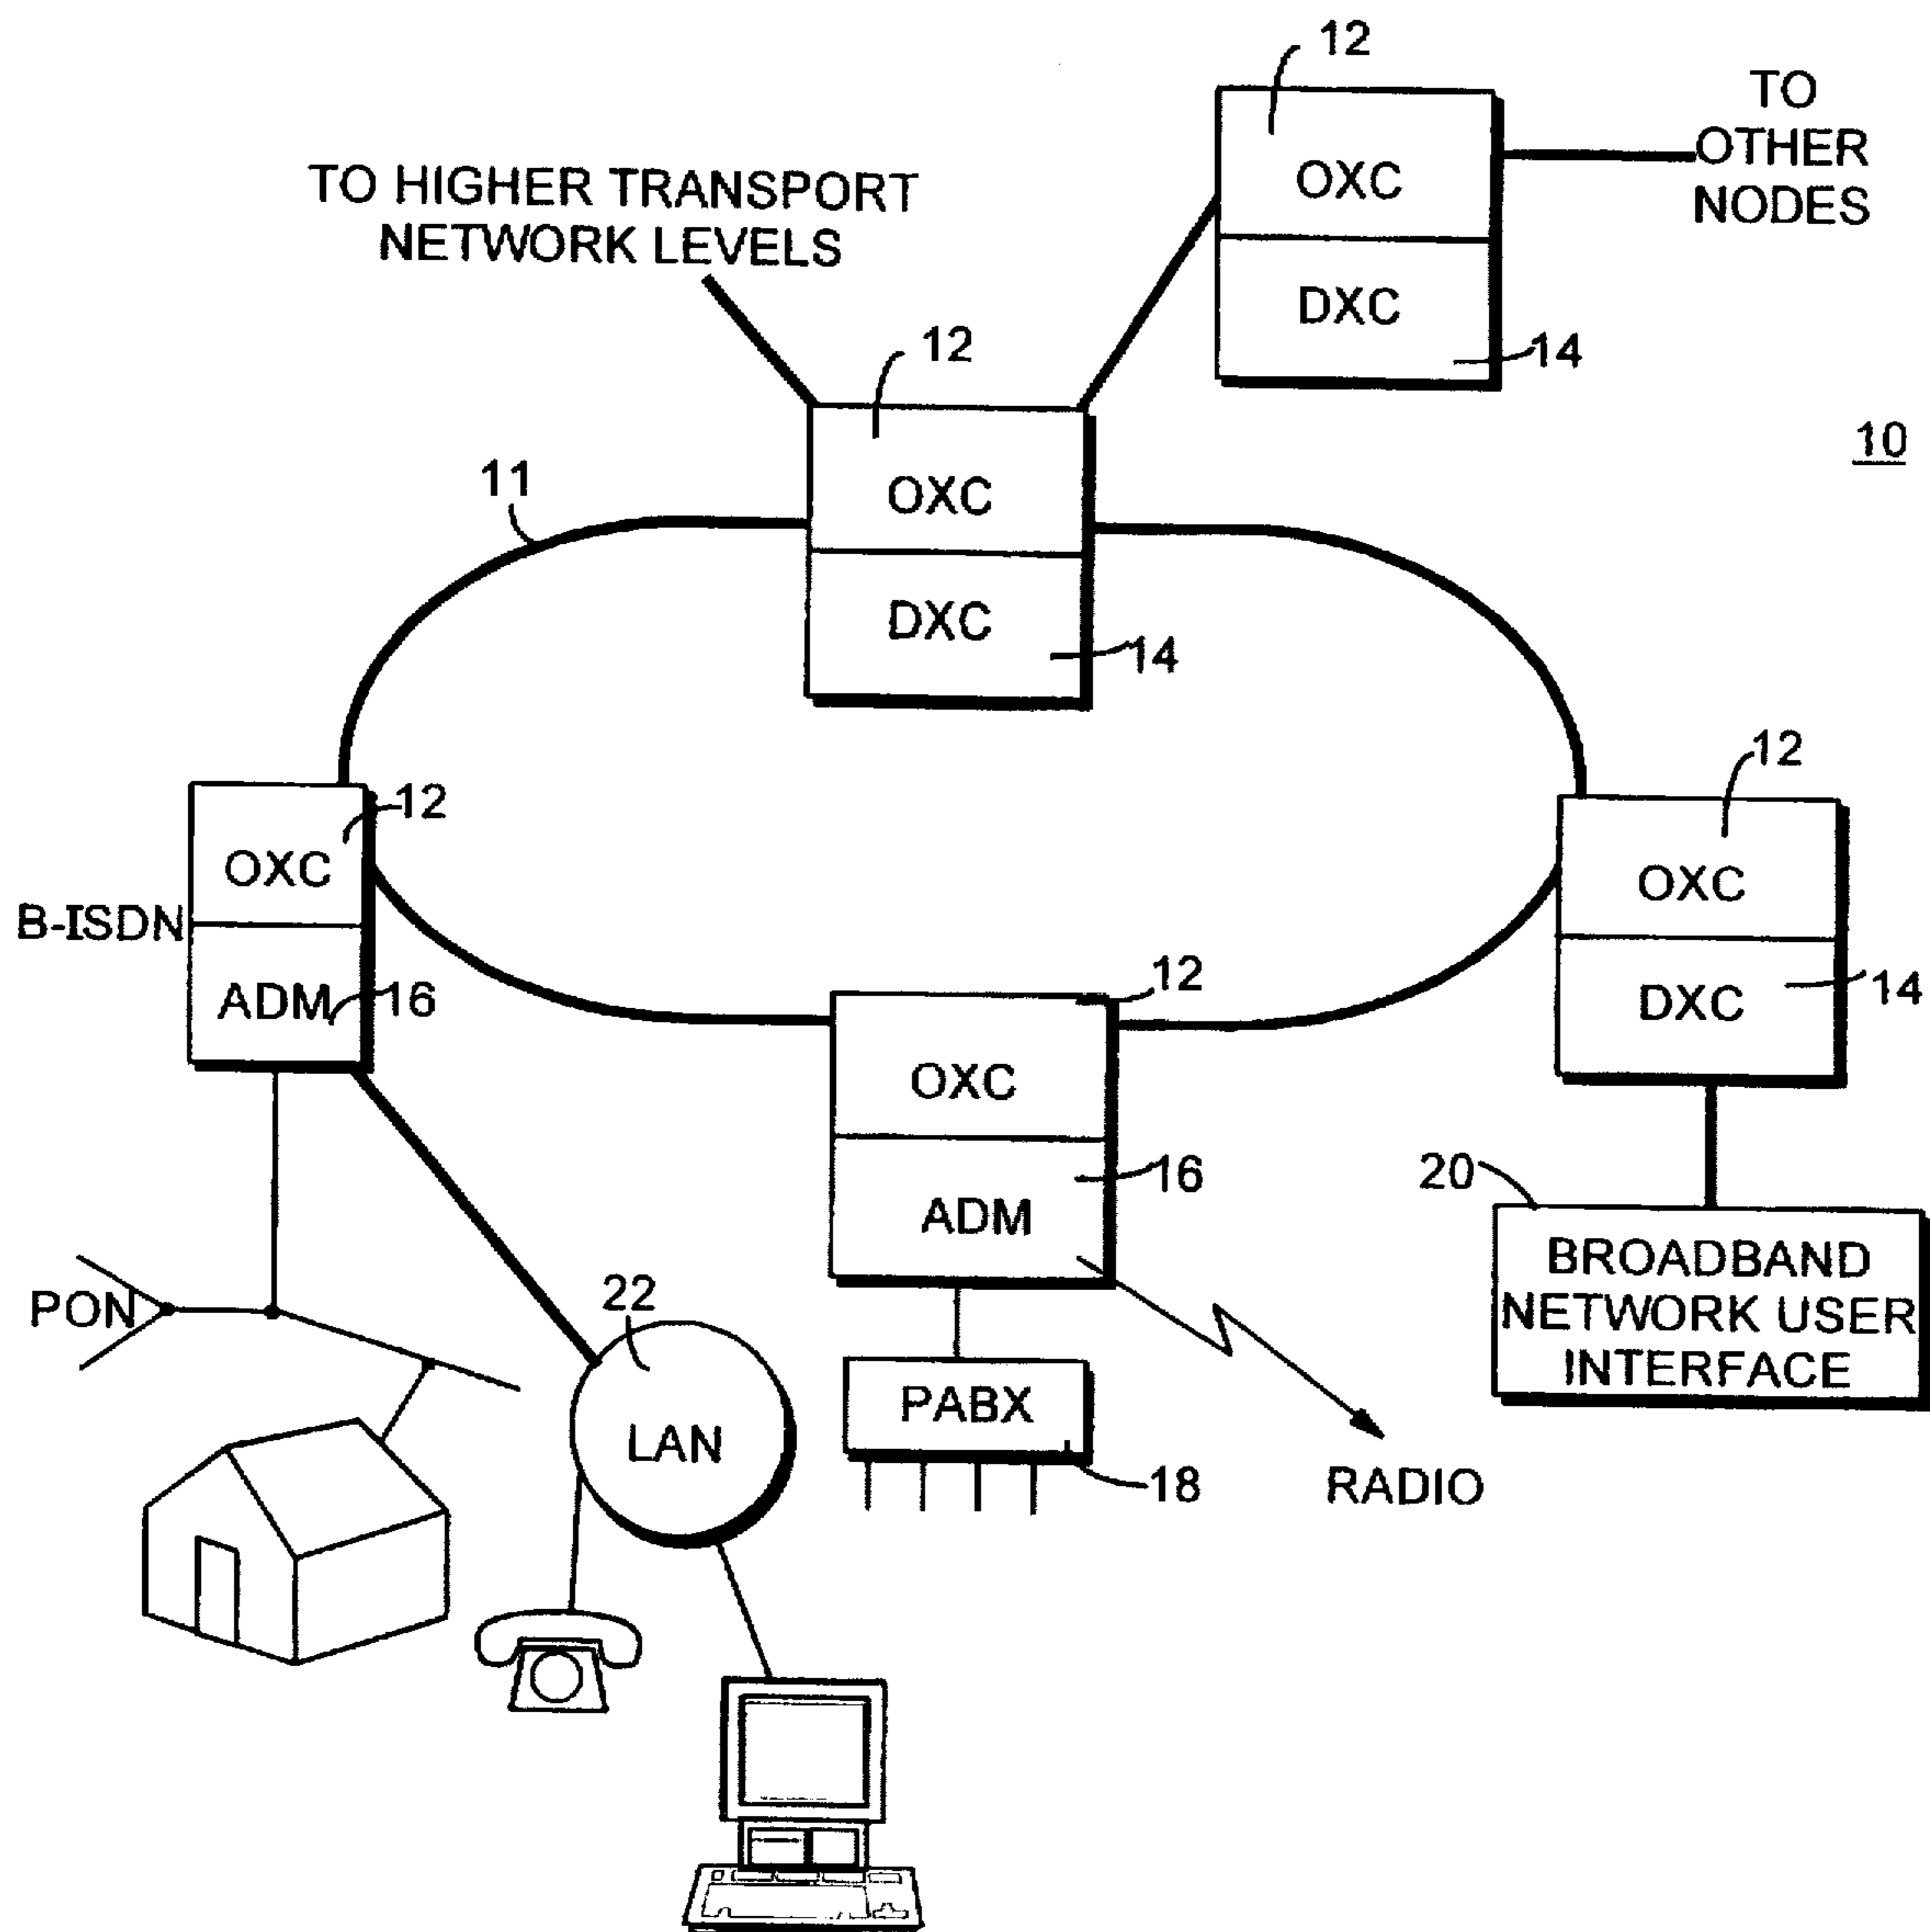 12
TO
OTHER
NODES
OXC
DXC
14
TO HIGHER TRANSPORT
NETWORK LEVELS
12
OXC
DXC
14
10
11
12
OXC
B-ISDN
ADM
16
12
OXC
16
ADM
12
OXC
DXC
14
20
BROADBAND
NETWORK USER
INTERFACE
PON
22
LAN
PABX
18
RADIO